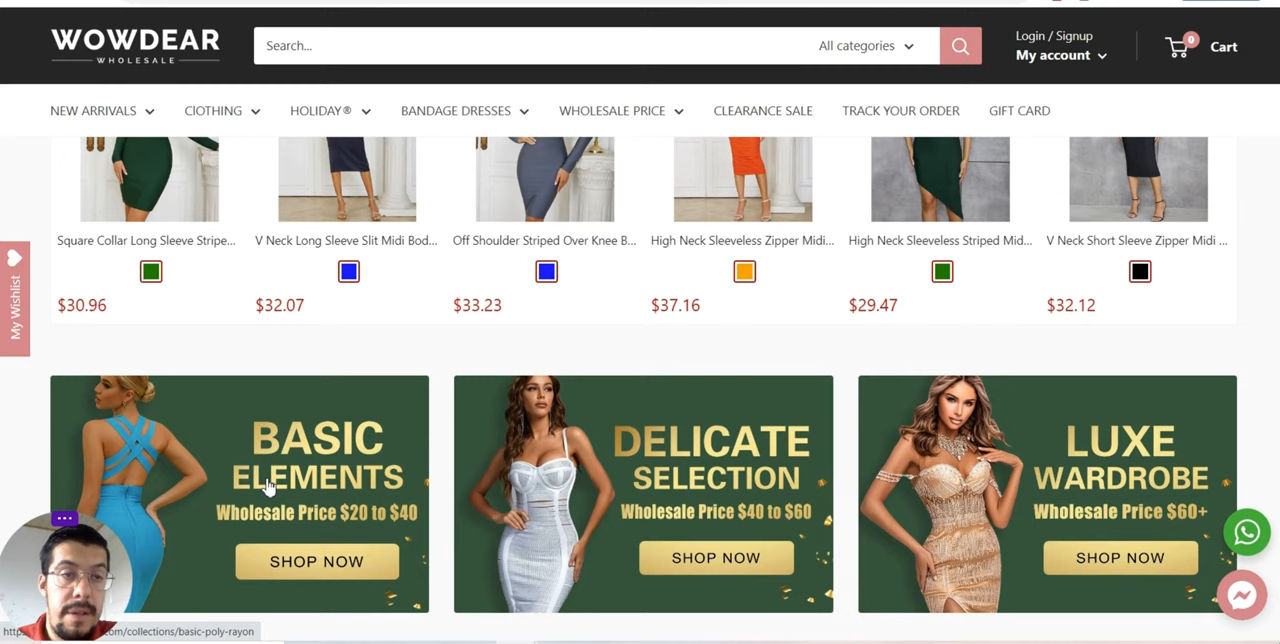 WOWDEAR
WHOLESALE
Search...
All categories
Login / Signup
My account
0
Cart
NEW ARRIVALS
ClOTHING
HOLIDAY®
BANDAGE DRESSES
WHOLESALE PRICE
CLEARANCE SALE
TRACK YOUR ORDER
GIFT CARD
My Wishlist
Square Collar Long Sleeve Stripe...
V Neck Long Sleeve Slit Midi Bod...
Off Shoulder Striped Over Knee B...
High Neck Sleeveless Zipper Midi...
High Neck Sleeveless Striped Mid...
V Neck Short Sleeve Zipper Midi ...
$30.96
$32.07
$33.23
$37.16
$29.47
$32.12
BASIC
ELEMENTS
Wholesale Price $20 to $40
SHOP NOW
DELICATE
SELECTION
Wholesale Price $40 to $60
SHOP NOW
LUXE
WARDROBE
Wholesale Price $60+
SHOP NOW
.com/collections/basic-poly-rayon